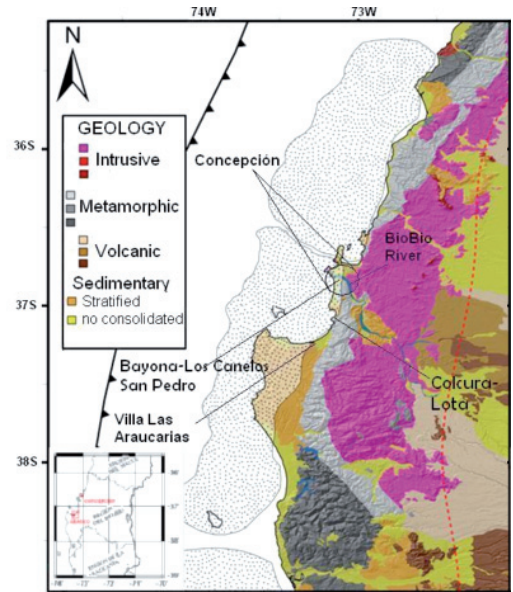 74W
73W
N
36S
GEOLOGY
Intrusive
Metamorphic
Volcanic
Sedimentary
Stratified
no consolidated
Concepción
BioBio
River
37S
Bayona-Los Canelos
San Pedro
Colcura-
Lota
Villa Las
Araucarias
38S